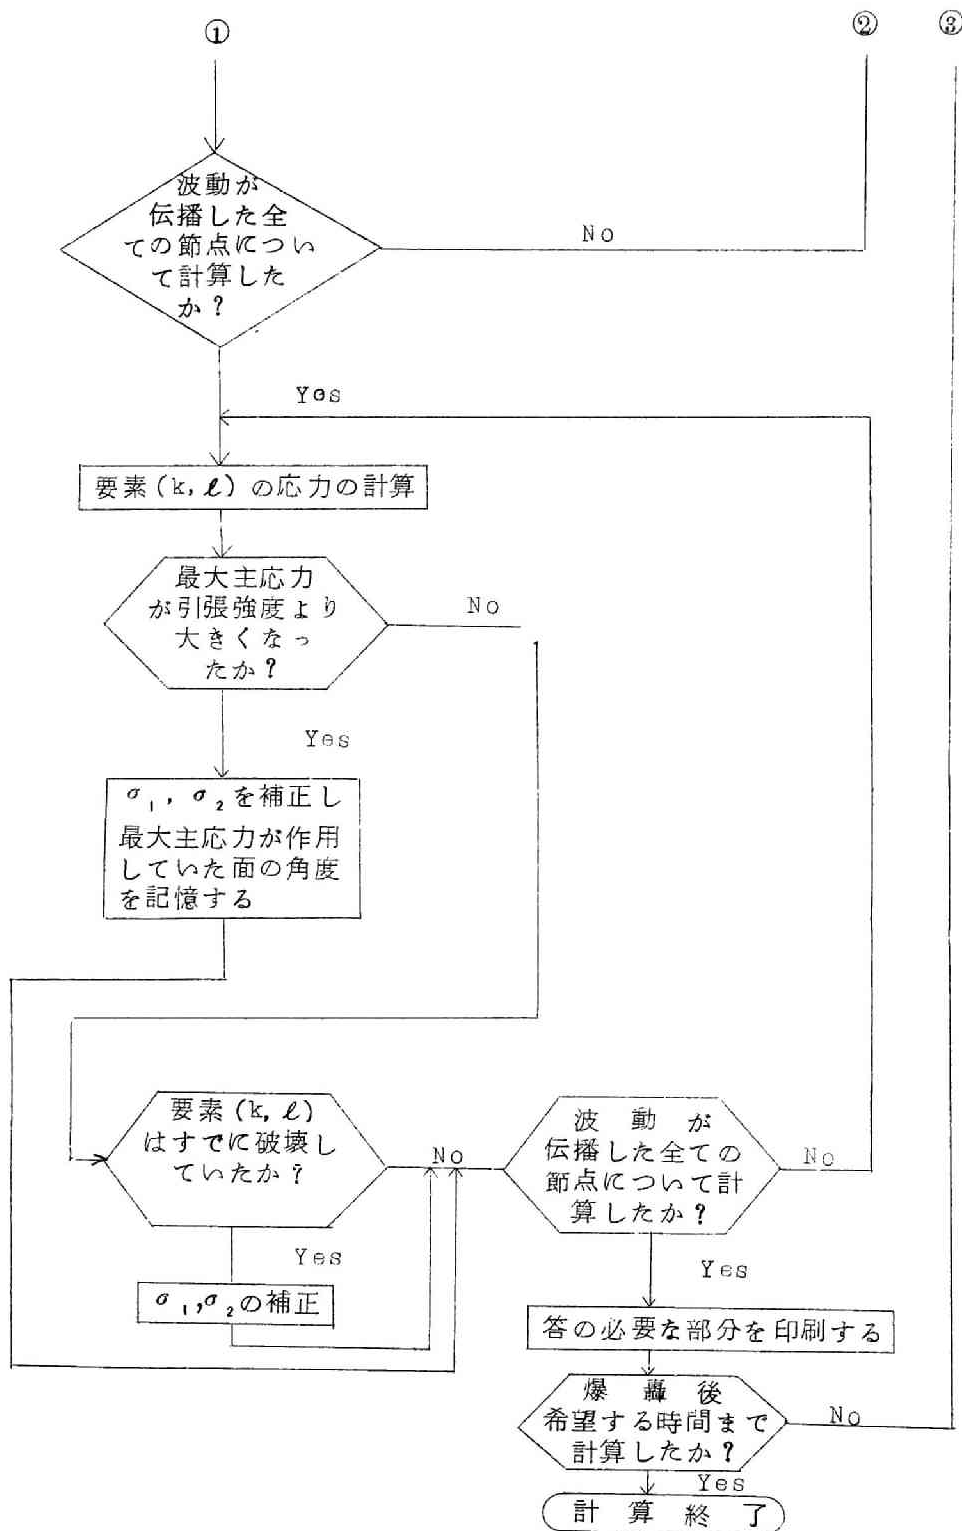 ①
②
③
波動が
伝播した全
ての節点につい
て計算した
か？
No
Yes
要素(k,ℓ)の応力の計算
最大主応力
が引張強度より
大きくなっ
たか？
No
Yes
σ₁, σ₂を補正し
最大主応力が作用
していた面の角度
を記憶する
要素(k,ℓ)
はすでに破壊し
ていたか？
No
Yes
σ₁,σ₂の補正
波動が
伝播した全ての
節点について計
算したか？
No
Yes
答の必要な部分を印刷する
爆轟後
希望する時間まで
計算したか？
No
Yes
計算終了